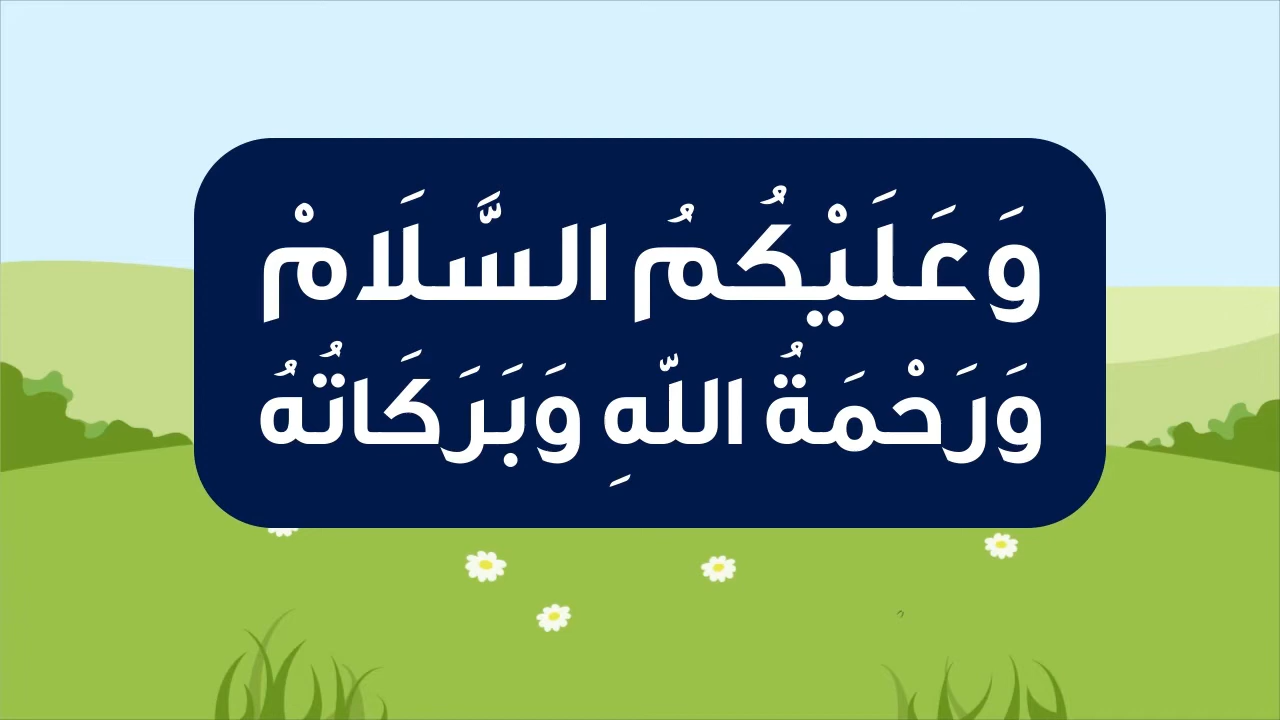 وَعَلَيْكُمُ السَّلَامْ
وَرَحْمَةُ اللّهِ وَبَرَكَاتُهُ